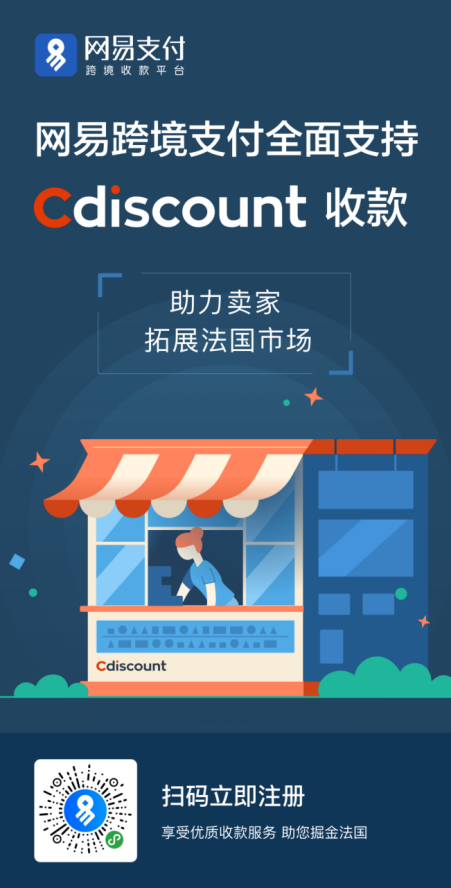 网易支付
跨境收款平台
网易跨境支付全面支持
Cdiscount 收款
助力卖家
拓展法国市场
Cdiscount
扫码立即注册
享受优质收款服务 助您掘金法国